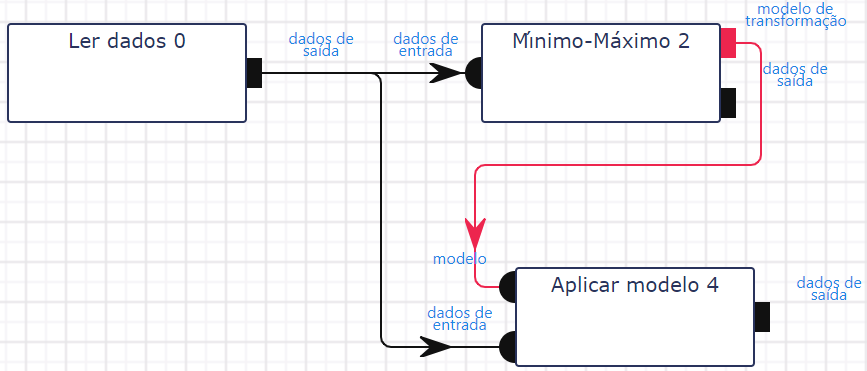 Ler dados 0
dados de
saída
dados de
entrada
Mínimo-Máximo 2
modelo de
transformação
dados de
saída
modelo
Aplicar modelo 4
dados de
entrada
dados de
saída